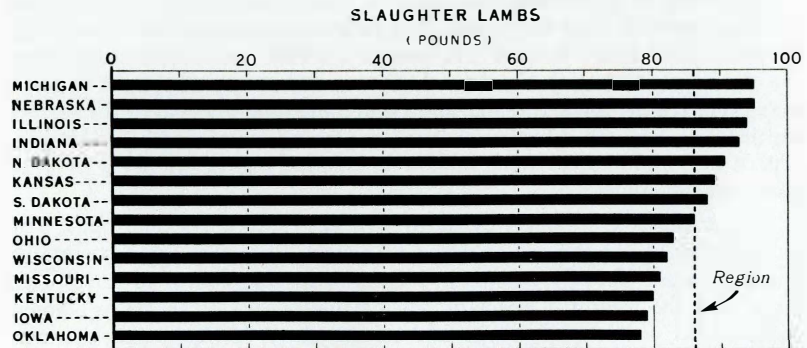 SLAUGHTER LAMBS
( POUNDS )
0 20 40 60 80 100
MICHIGAN --
NEBRASKA -
ILLINOIS ---
INDIANA ----
N. DAKOTA--
KANSAS----
S. DAKOTA--
MINNESOTA-
OHIO ------
WISCONSIN-
MISSOURI --
KENTUCKY -
IOWA ------
OKLAHOMA -
Region